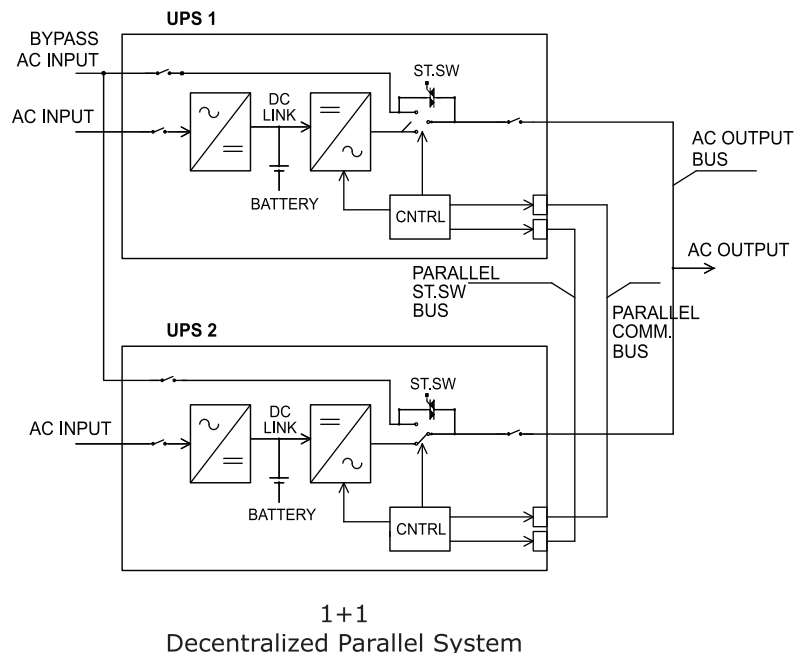 UPS 1
BYPASS
AC INPUT
ST.SW
AC INPUT
DC
LINK
BATTERY
CNTRL
AC OUTPUT
BUS
AC OUTPUT
PARALLEL
ST.SW
BUS
PARALLEL
COMM.
BUS
UPS 2
ST.SW
AC INPUT
DC
LINK
BATTERY
CNTRL
1+1
Decentralized Parallel System